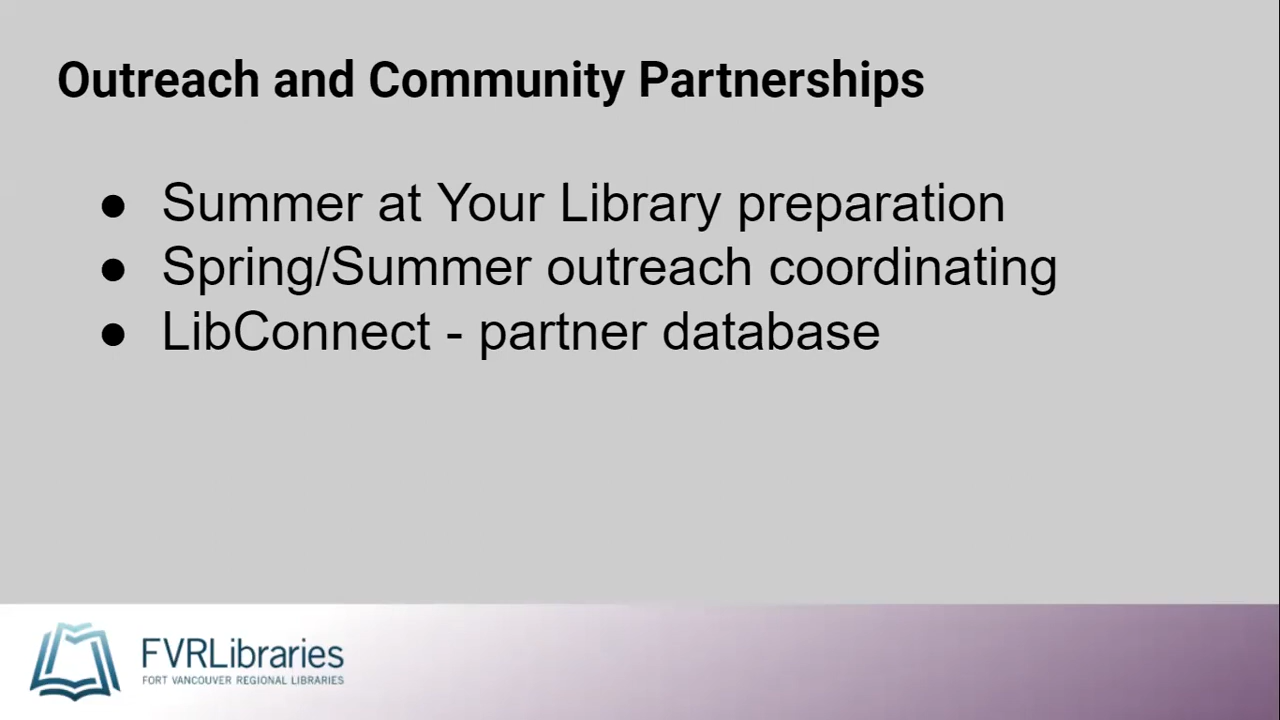 Outreach and Community Partnerships
● Summer at Your Library preparation
● Spring/Summer outreach coordinating
● LibConnect - partner database
FVRLibraries
FORT VANCOUVER REGIONAL LIBRARIES